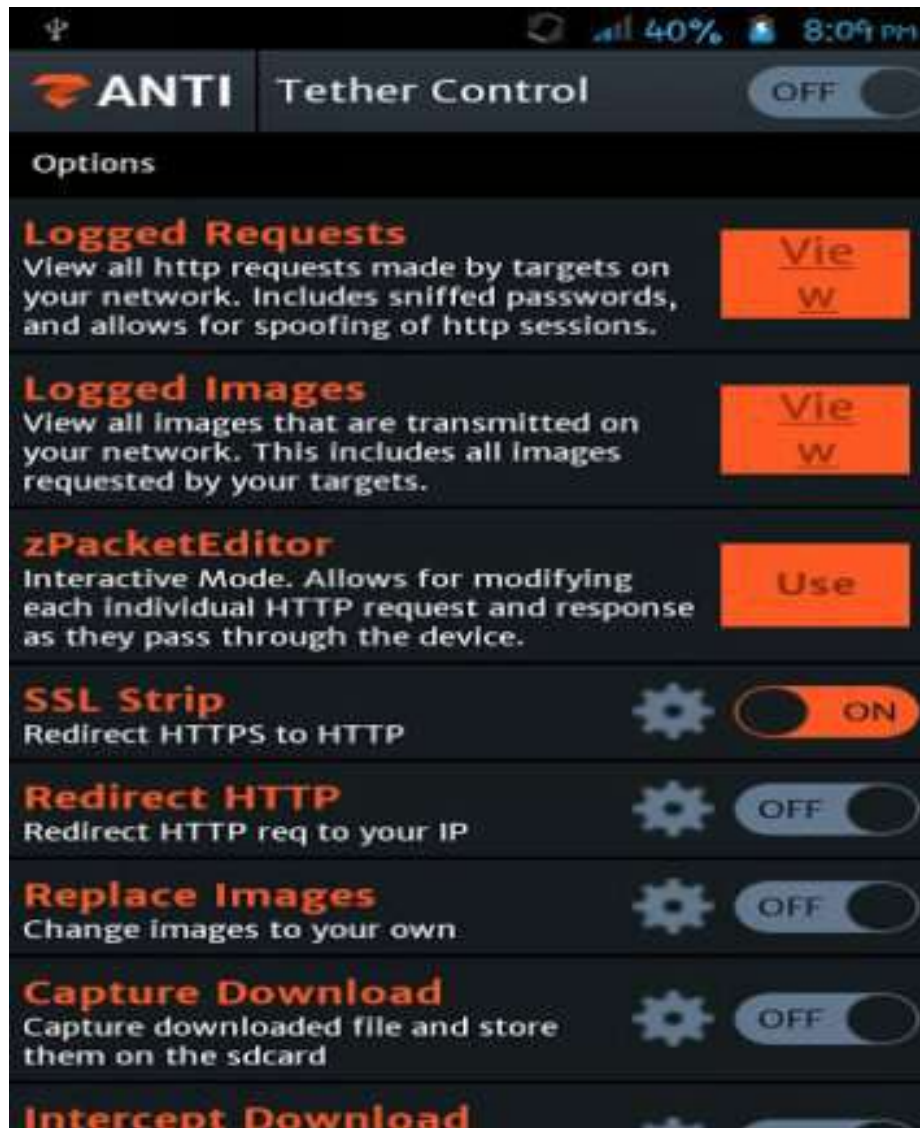 40% 8:09 PM
ANTI Tether Control OFF
Options
Logged Requests
View all http requests made by targets on
your network. Includes sniffed passwords,
and allows for spoofing of http sessions.
Vie
w
Logged Images
View all images that are transmitted on
your network. This includes all images
requested by your targets.
Vie
w
zPacketEditor
Interactive Mode. Allows for modifying
each individual HTTP request and response
as they pass through the device.
Use
SSL Strip
Redirect HTTPS to HTTP
ON
Redirect HTTP
Redirect HTTP req to your IP
OFF
Replace Images
Change images to your own
OFF
Capture Download
Capture downloaded file and store
them on the sdcard
OFF
Intercept Download